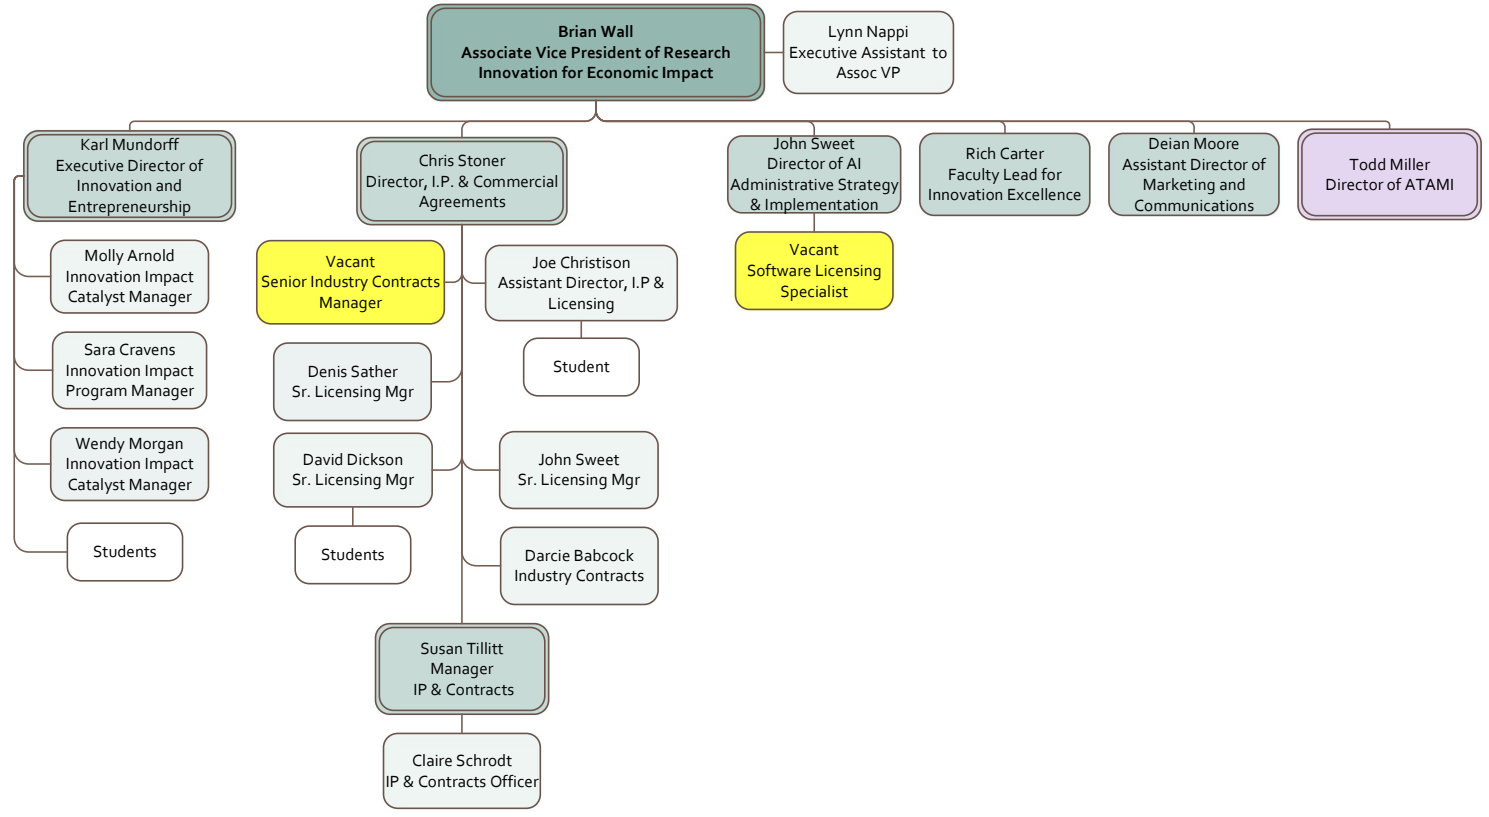 Brian Wall
Associate Vice President of Research
Innovation for Economic Impact
Lynn Nappi
Executive Assistant to
Assoc VP
Karl Mundorff
Executive Director of
Innovation and
Entrepreneurship
Chris Stoner
Director, I.P. & Commercial
Agreements
John Sweet
Director of AI
Administrative Strategy
& Implementation
Rich Carter
Faculty Lead for
Innovation Excellence
Deian Moore
Assistant Director of
Marketing and
Communications
Todd Miller
Director of ATAMI
Molly Arnold
Innovation Impact
Catalyst Manager
Sara Cravens
Innovation Impact
Program Manager
Wendy Morgan
Innovation Impact
Catalyst Manager
Students
Vacant
Senior Industry Contracts
Manager
Joe Christison
Assistant Director, I.P &
Licensing
Student
Denis Sather
Sr. Licensing Mgr
David Dickson
Sr. Licensing Mgr
Students
John Sweet
Sr. Licensing Mgr
Darcie Babcock
Industry Contracts
Susan Tillitt
Manager
IP & Contracts
Claire Schrodt
IP & Contracts Officer
Vacant
Software Licensing
Specialist